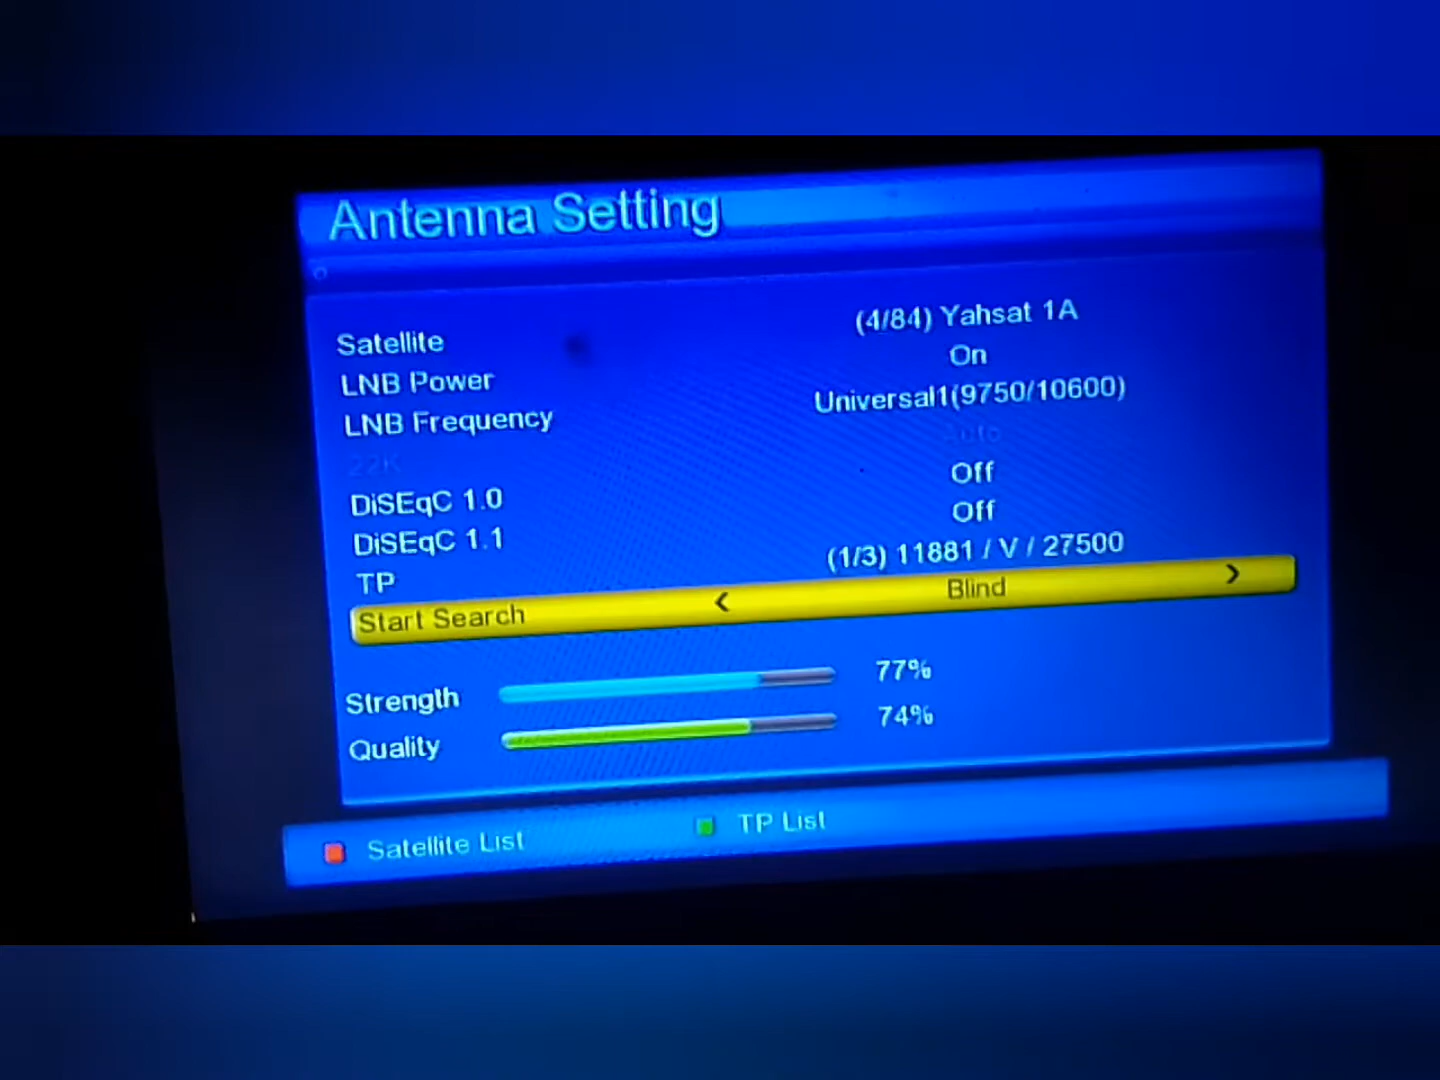 Antenna Setting
Satellite (4/84) Yahsat 1A
LNB Power On
LNB Frequency Universal1(9750/10600)
22K Auto
DiSEqC 1.0 Off
DiSEqC 1.1 Off
TP (1/3) 11881 / V / 27500
Start Search < Blind >
Strength 77%
Quality 74%
Satellite List TP List